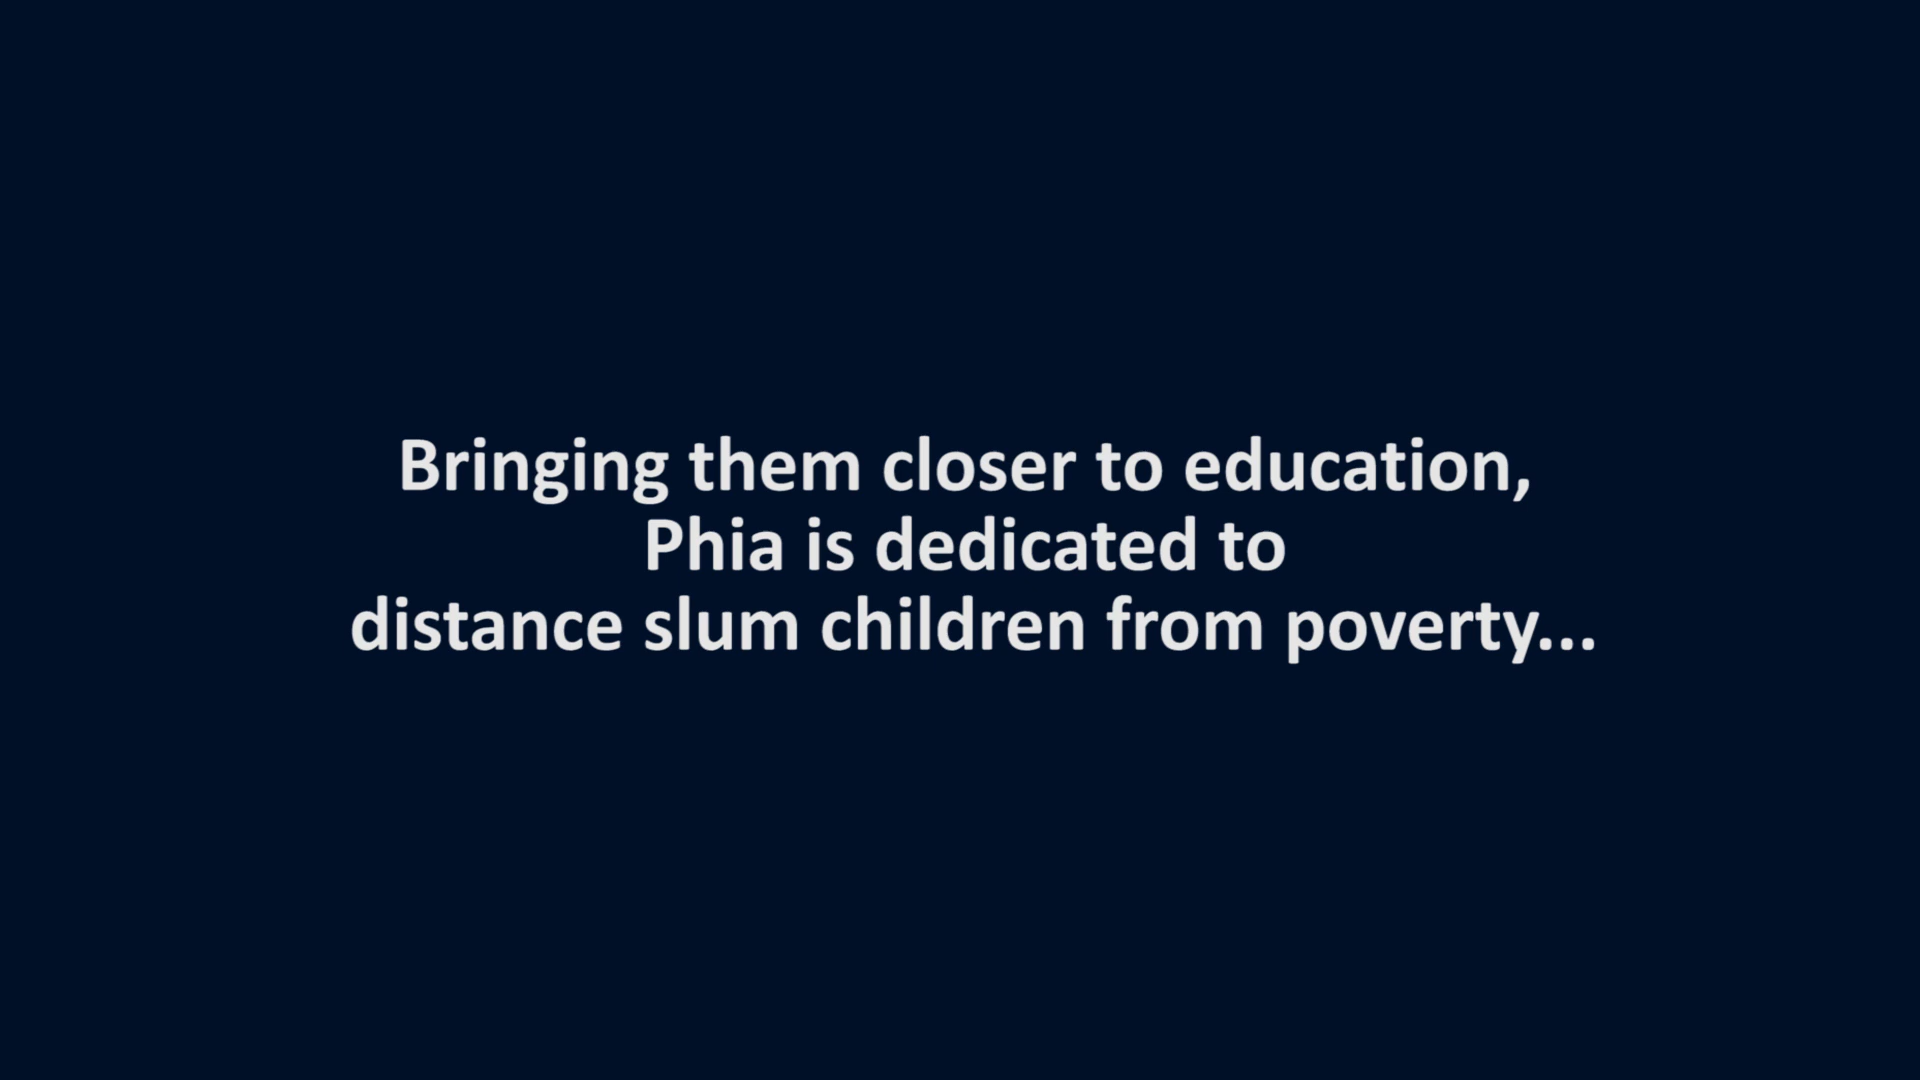 Bringing them closer to education,
Phia is dedicated to
distance slum children from poverty...